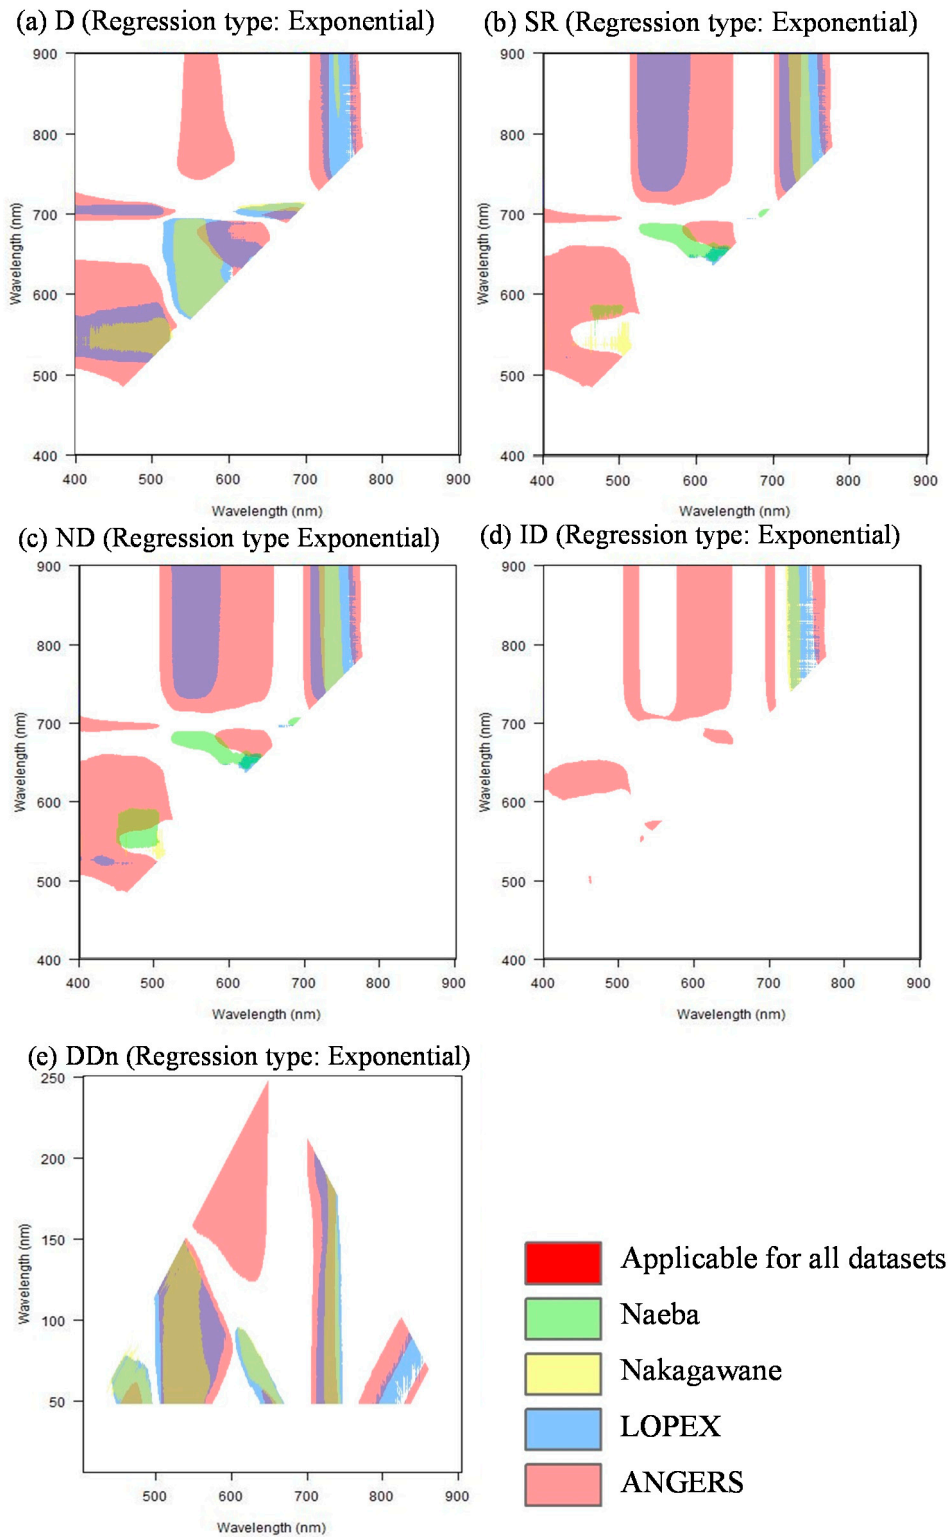 (a) D (Regression type: Exponential)
(b) SR (Regression type: Exponential)
900
800
700
600
500
400
Wavelength (nm)
400 500 600 700 800 900
Wavelength (nm)
900
800
700
600
500
400
Wavelength (nm)
400 500 600 700 800 900
Wavelength (nm)
(c) ND (Regression type Exponential)
(d) ID (Regression type: Exponential)
900
800
700
600
500
400
Wavelength (nm)
400 500 600 700 800 900
Wavelength (nm)
900
800
700
600
500
400
Wavelength (nm)
400 500 600 700 800 900
Wavelength (nm)
(e) DDn (Regression type: Exponential)
250
200
150
100
50
Wavelength (nm)
500 600 700 800 900
Wavelength (nm)
Applicable for all datasets
Naeba
Nakagawane
LOPEX
ANGERS